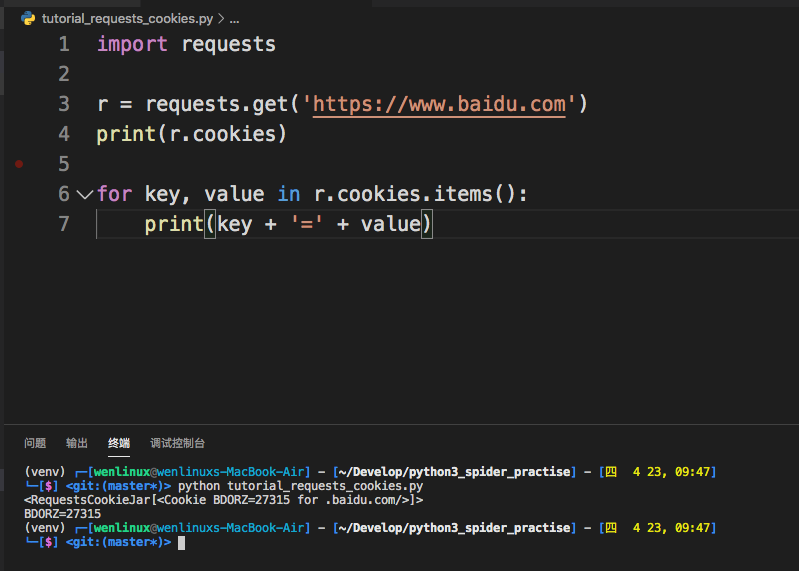 tutorial_requests_cookies.py > ...
1 import requests
2
3 r = requests.get('https://www.baidu.com')
4 print(r.cookies)
5
6 for key, value in r.cookies.items():
7     print(key + '=' + value)
问题 输出 终端 调试控制台
(venv) ┌─[wenlinux@wenlinuxs-MacBook-Air] - [~/Develop/python3_spider_practise] - [四  4 23, 09:47]
└─[$] <git:(master*)> python tutorial_requests_cookies.py
<RequestsCookieJar[<Cookie BDORZ=27315 for .baidu.com/>]>
BDORZ=27315
(venv) ┌─[wenlinux@wenlinuxs-MacBook-Air] - [~/Develop/python3_spider_practise] - [四  4 23, 09:47]
└─[$] <git:(master*)>